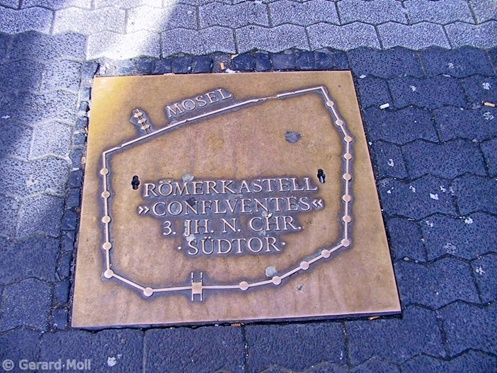 MOSEL
RÖMERKASTELL
»CONFLVENTES«
3. JH. N. CHR.
·SÜDTOR·
© Gerard-Moll